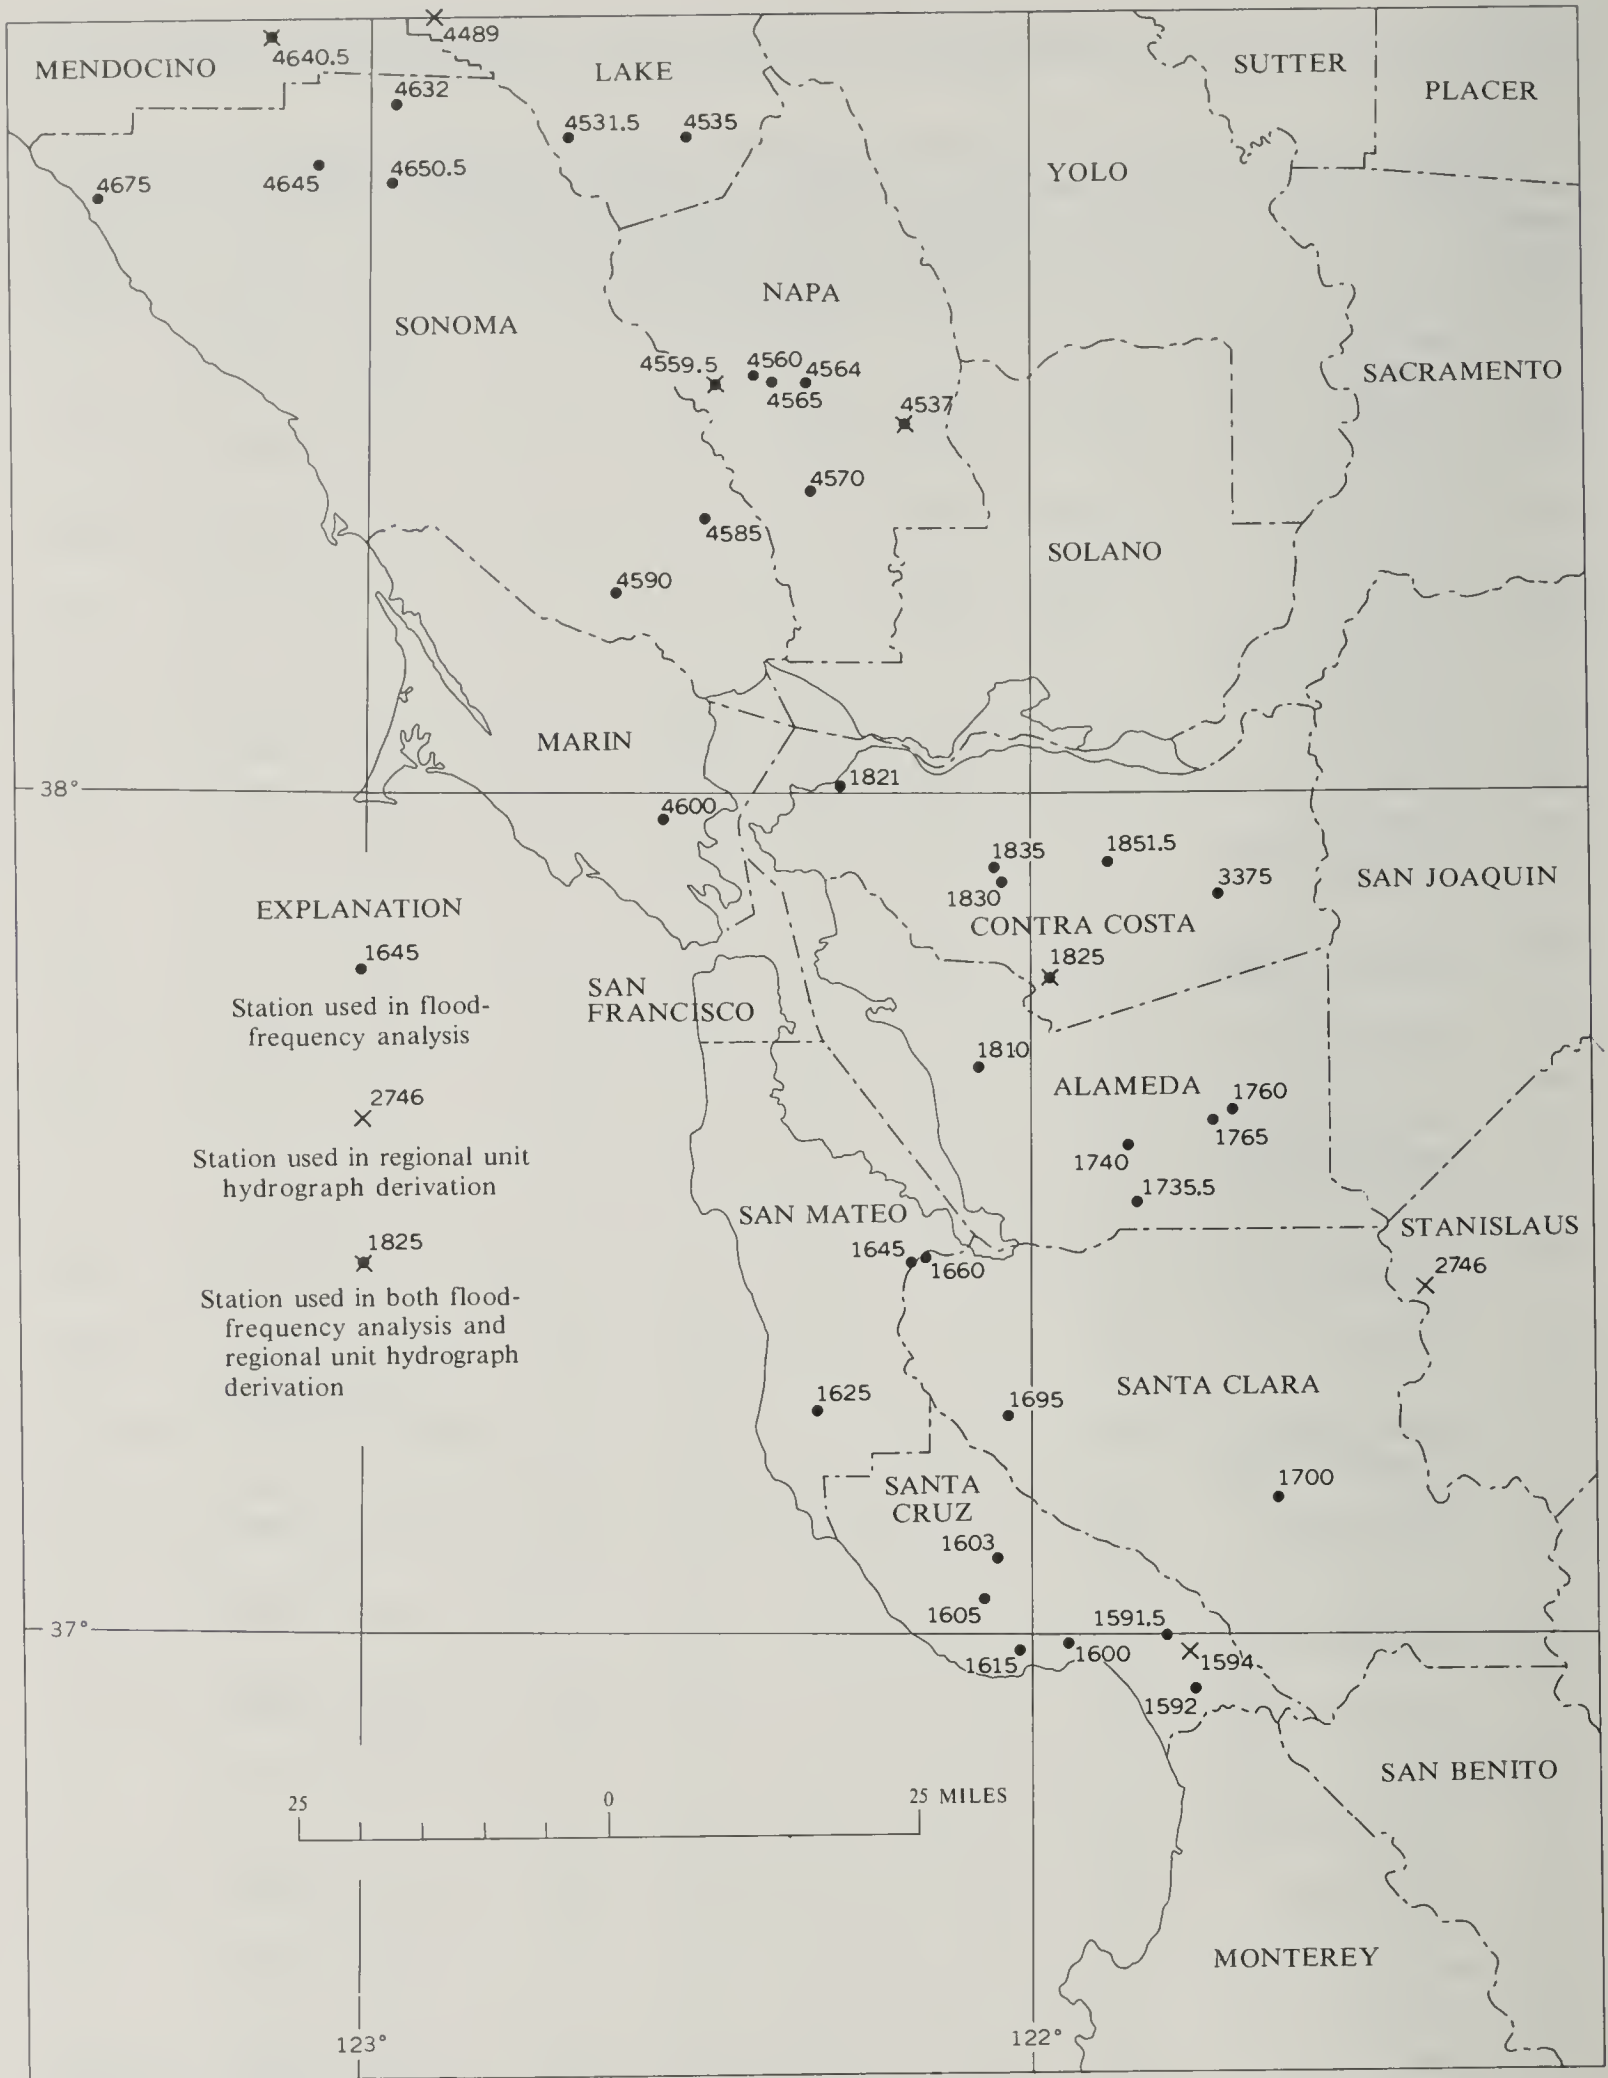 4489
MENDOCINO
4640.5
LAKE
SUTTER
PLACER
4632
4531.5
4535
YOLO
4675
4645
4650.5
NAPA
SONOMA
4559.5
4560
4564
4565
SACRAMENTO
4537
4570
4585
SOLANO
4590
MARIN
38°
1821
4600
1835
1851.5
1830
3375
SAN JOAQUIN
CONTRA COSTA
1825
EXPLANATION
1645
Station used in flood-
frequency analysis
2746
Station used in regional unit
hydrograph derivation
1825
Station used in both flood-
frequency analysis and
regional unit hydrograph
derivation
SAN
FRANCISCO
1810
ALAMEDA
1760
1765
1740
1735.5
SAN MATEO
1645
1660
STANISLAUS
2746
1625
1695
SANTA CLARA
SANTA
CRUZ
1700
1603
1605
37°
1591.5
1615
1600
1594
1592
SAN BENITO
25
0
25 MILES
MONTEREY
123°
122°